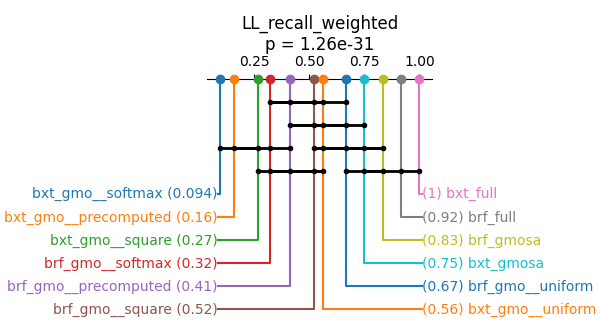 LL_recall_weighted
p = 1.26e-31
0.25 0.50 0.75 1.00
bxt_gmo__softmax (0.094) (1) bxt_full
bxt_gmo__precomputed (0.16) (0.92) brf_full
bxt_gmo__square (0.27) (0.83) brf_gmosa
brf_gmo__softmax (0.32) (0.75) bxt_gmosa
brf_gmo__precomputed (0.41) (0.67) brf_gmo__uniform
brf_gmo__square (0.52) (0.56) bxt_gmo__uniform